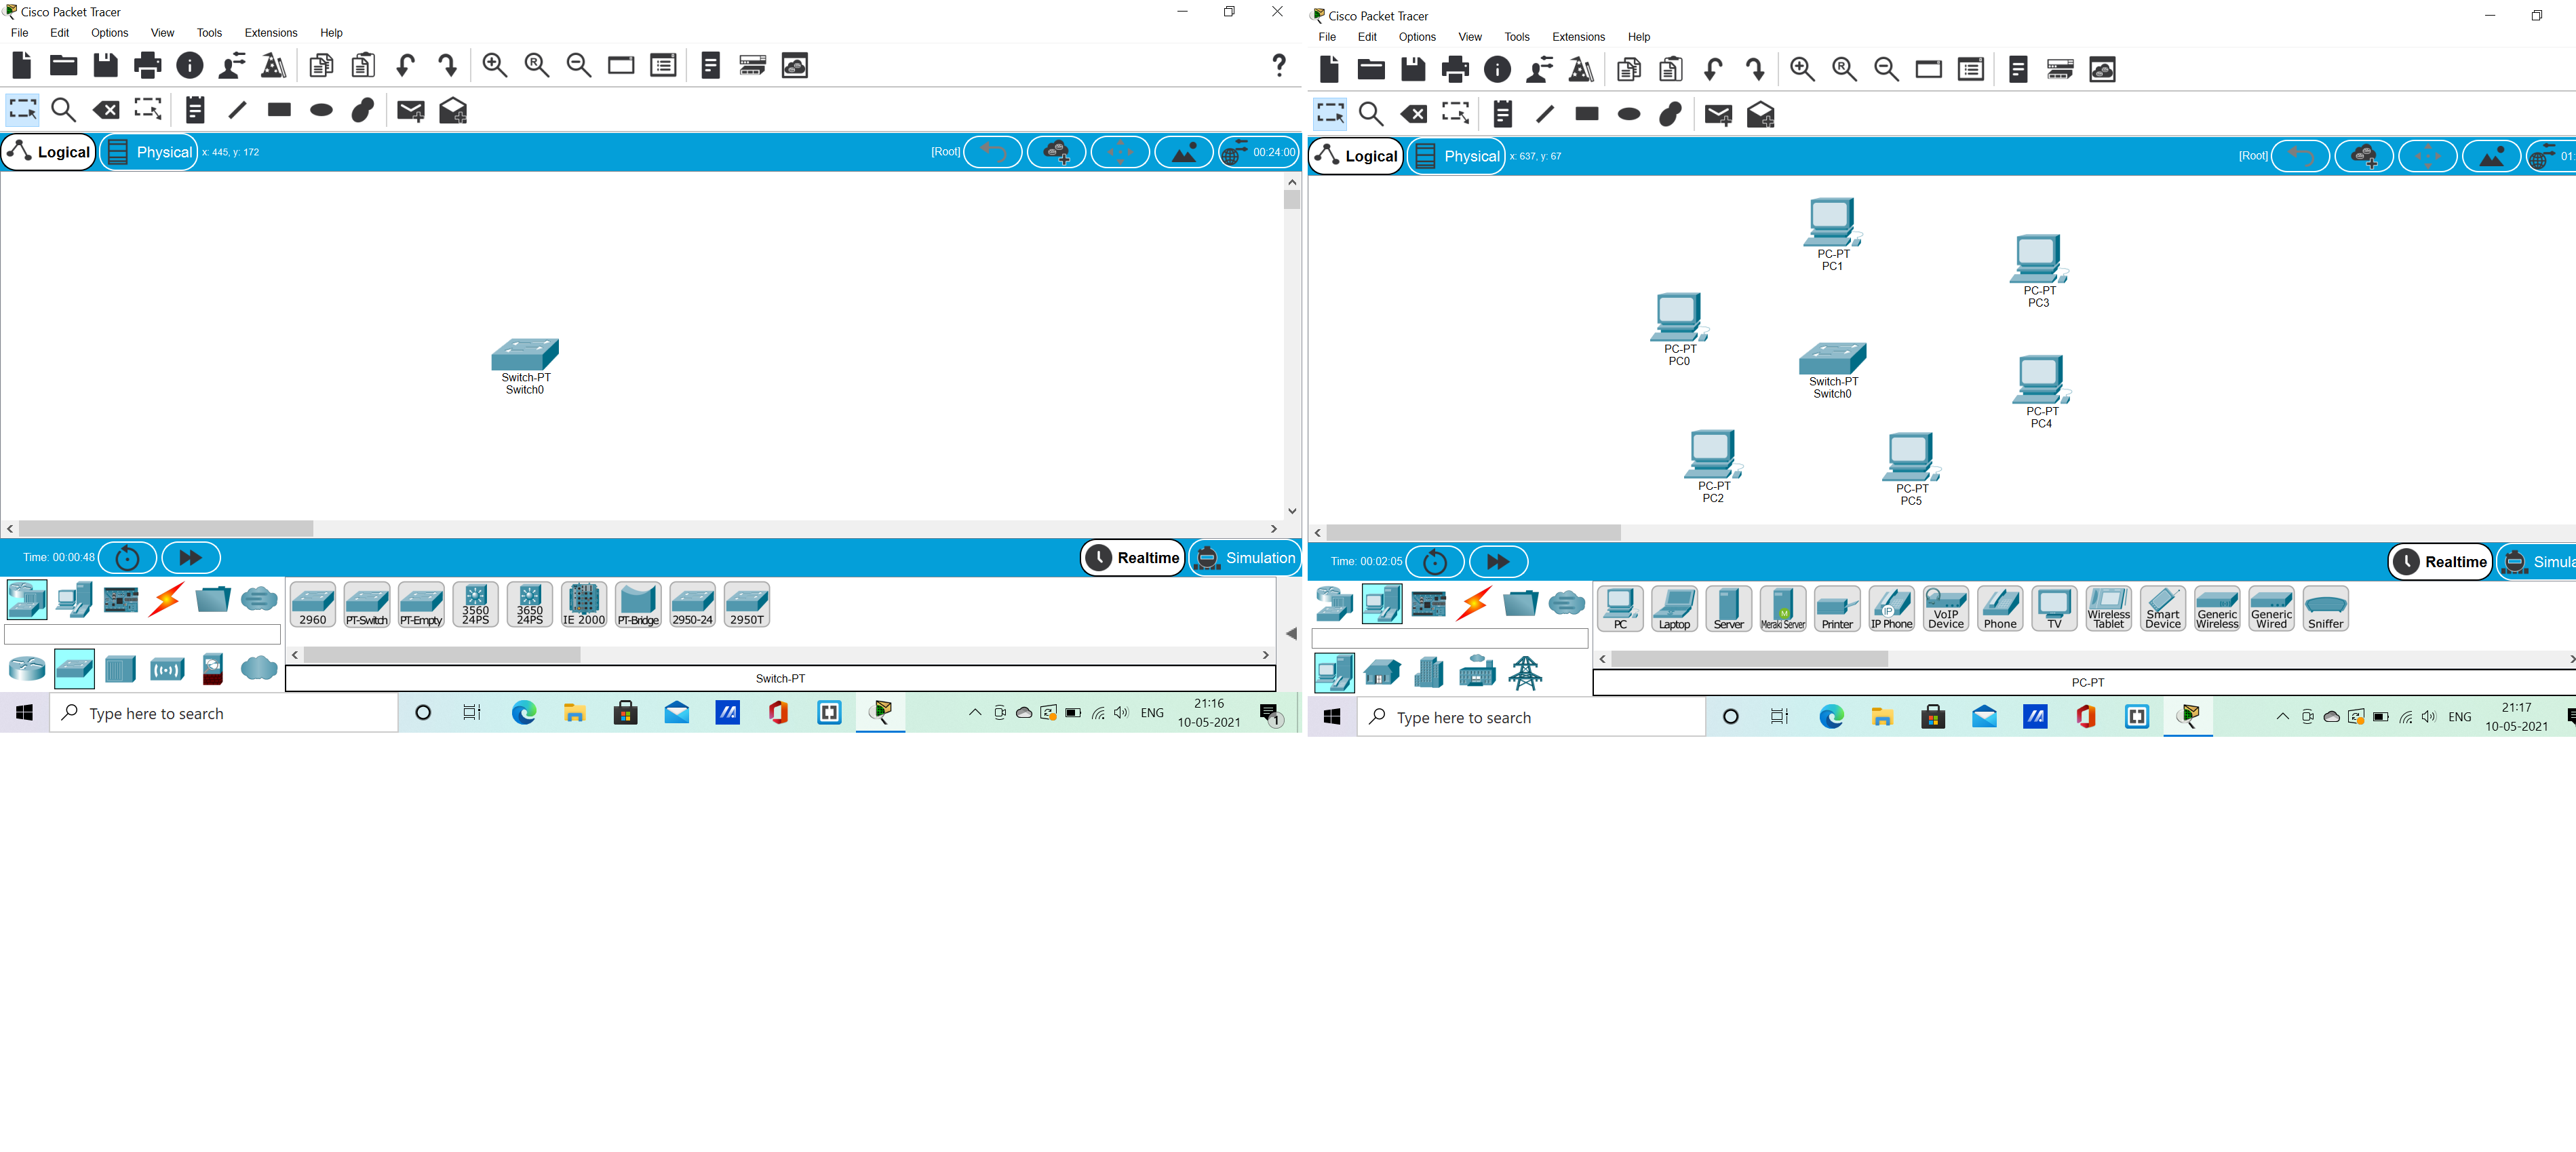 Cisco Packet Tracer
File Edit Options View Tools Extensions Help
Logical Physical x: 445, y: 172 [Root] 00:24:00
Switch-PT
Switch0
Time: 00:00:48 Realtime Simulation
2960 PT-Switch PT-Empty 3560 24PS 3650 24PS IE 2000 PT-Bridge 2950-24 2950T
Switch-PT
Type here to search ENG 21:16
10-05-2021 1
Cisco Packet Tracer
File Edit Options View Tools Extensions Help
Logical Physical x: 637, y: 67 [Root] 01:
PC-PT
PC1
PC-PT
PC3
PC-PT
PC0
Switch-PT
Switch0
PC-PT
PC4
PC-PT
PC2
PC-PT
PC5
Time: 00:02:05 Realtime Simula
PC Laptop Server Meraki Server Printer IP Phone VoIP Device Phone TV Wireless Tablet Smart Device Generic Wireless Generic Wired Sniffer
PC-PT
Type here to search ENG 21:17
10-05-2021